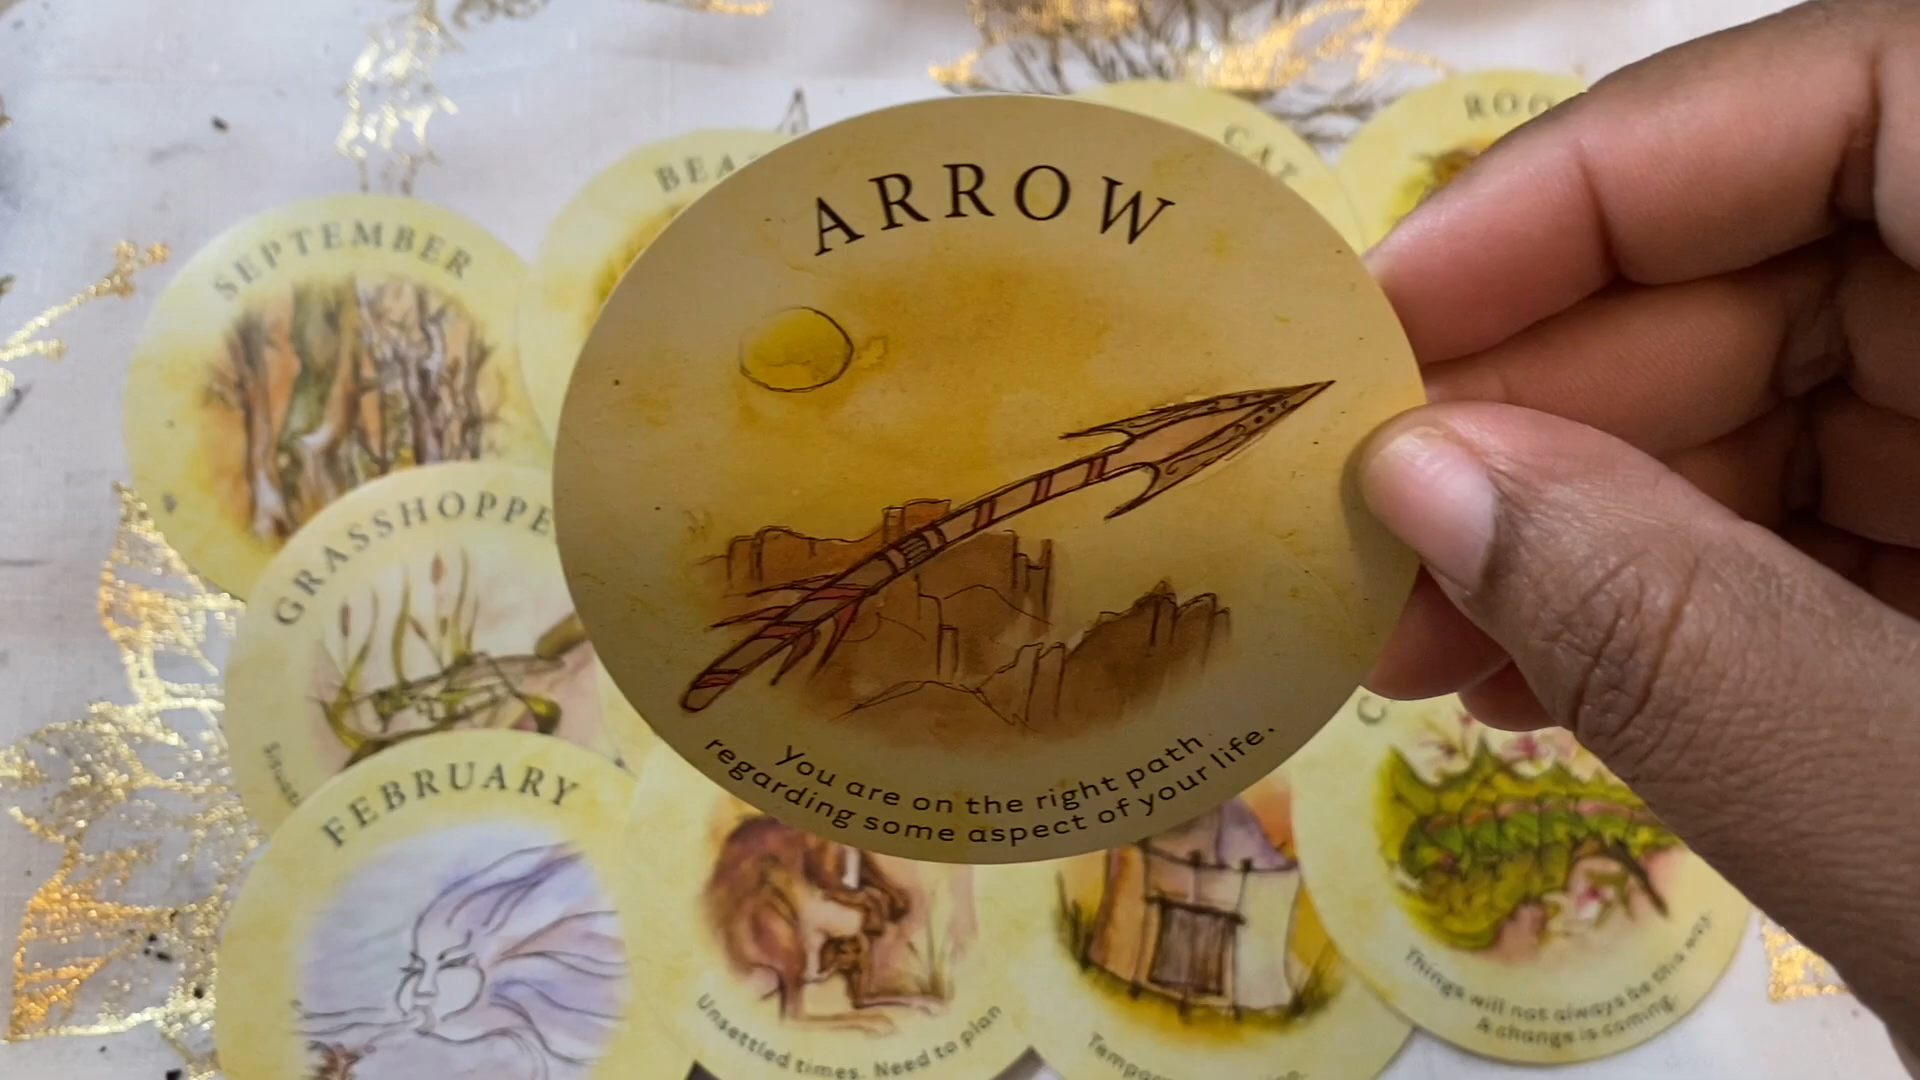 ARROW
You are on the right path
regarding some aspect of your life.
SEPTEMBER
CAT
GRASSHOPPE
FEBRUARY
Unsettled times. Need to plan
Things will not always be this way.
A change is coming.